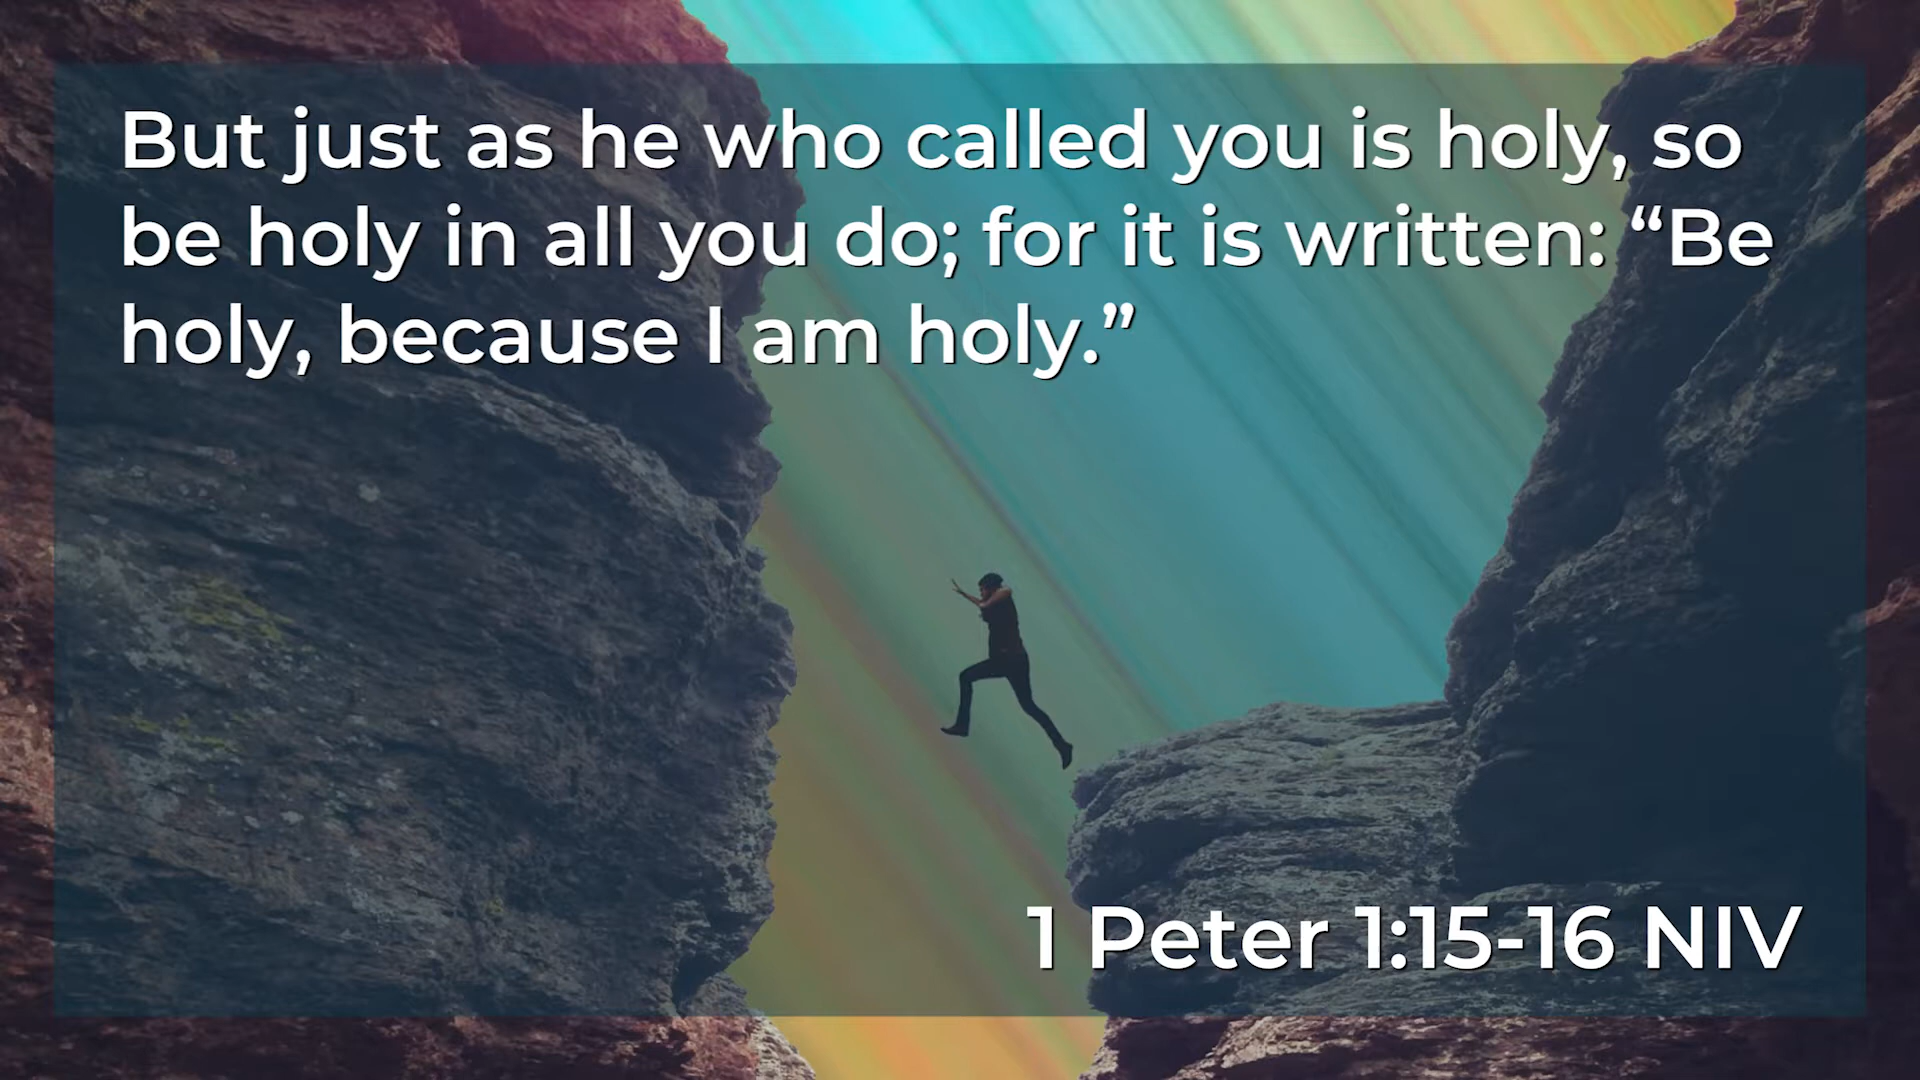 But just as he who called you is holy, so
be holy in all you do; for it is written: “Be
holy, because I am holy.”
1 Peter 1:15-16 NIV